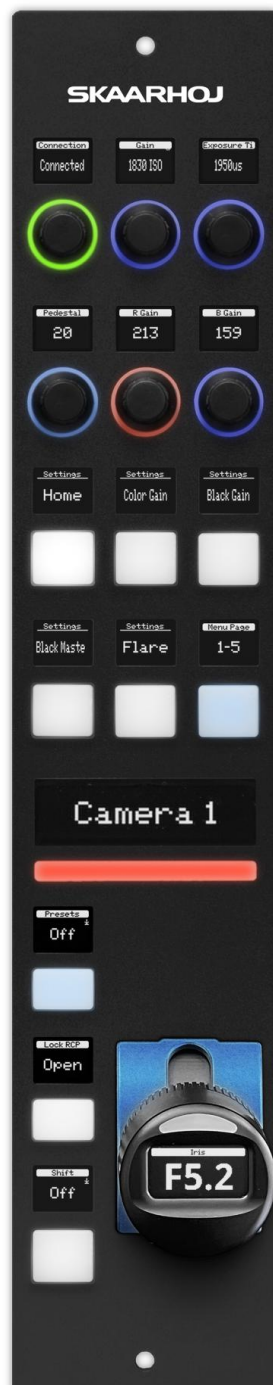 SKAARHOJ
Connection Gain Exposure Ti
Connected 1830 ISO 1950us
Pedestal R Gain B Gain
20 213 159
Settings Settings Settings
Home Color Gain Black Gain
Settings Settings Menu Page
Black Maste Flare 1-5
Camera 1
Presets
Off
Lock RCP
Open
Iris
F5.2
Shift
Off